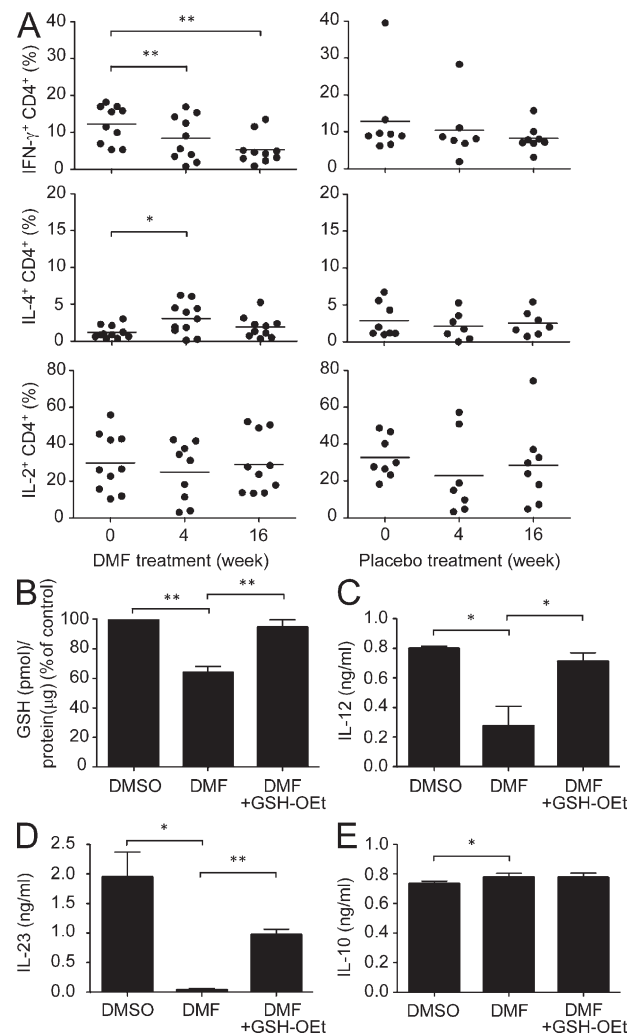 A
IFN-γ⁺ CD4⁺ (%)
40
30
20
10
0
**
**
40
30
20
10
0
IL-4⁺ CD4⁺ (%)
20
15
10
5
0
*
20
15
10
5
0
IL-2⁺ CD4⁺ (%)
80
60
40
20
0
80
60
40
20
0
0 4 16
DMF treatment (week)
0 4 16
Placebo treatment (week)
B
GSH (pmol)/
protein(μg) (% of control)
100
80
60
40
20
0
** **
DMSO DMF DMF
+GSH-OEt
C
IL-12 (ng/ml)
1.0
0.8
0.6
0.4
0.2
0.0
* *
DMSO DMF DMF
+GSH-OEt
D
IL-23 (ng/ml)
2.5
2.0
1.5
1.0
0.5
0.0
*
**
DMSO DMF DMF
+GSH-OEt
E
IL-10 (ng/ml)
1.0
0.8
0.6
0.4
0.2
0.0
*
DMSO DMF DMF
+GSH-OEt